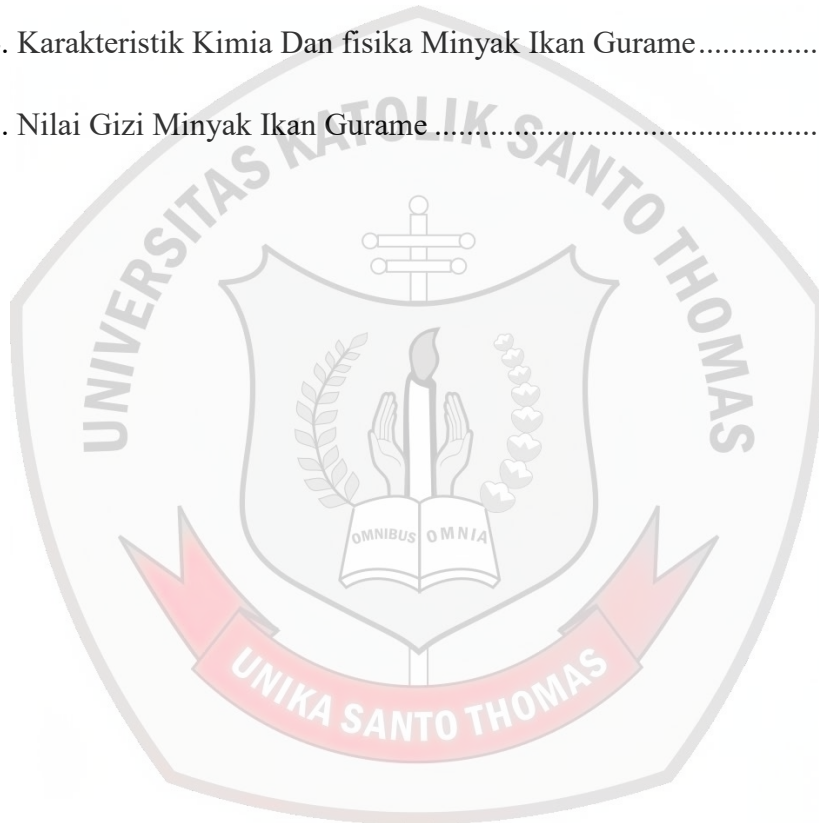 . Karakteristik Kimia Dan fisika Minyak Ikan Gurame...............
. Nilai Gizi Minyak Ikan Gurame ................................................
UNIVERSITAS KATOLIK SANTO THOMAS
OMNIBUS OMNIA
UNIKA SANTO THOMAS